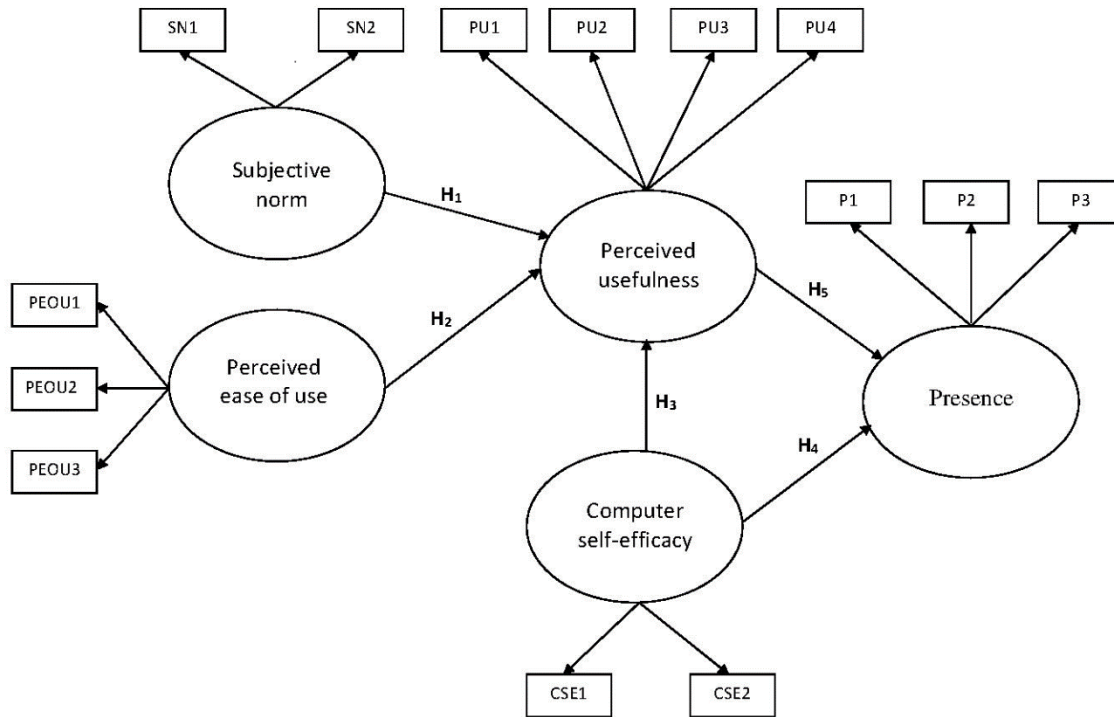 SN1
SN2
PU1
PU2
PU3
PU4
Subjective
norm
H1
P1
P2
P3
Perceived
usefulness
PEOU1
H5
H2
Perceived
ease of use
PEOU2
Presence
H3
H4
PEOU3
Computer
self-efficacy
CSE1
CSE2